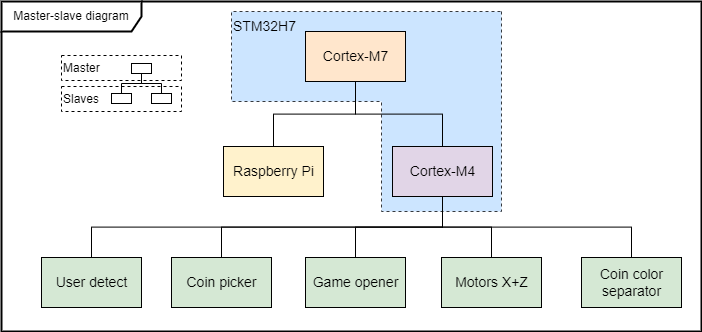 Master-slave diagram
STM32H7
Cortex-M7
Master
Slaves
Raspberry Pi
Cortex-M4
User detect
Coin picker
Game opener
Motors X+Z
Coin color
separator